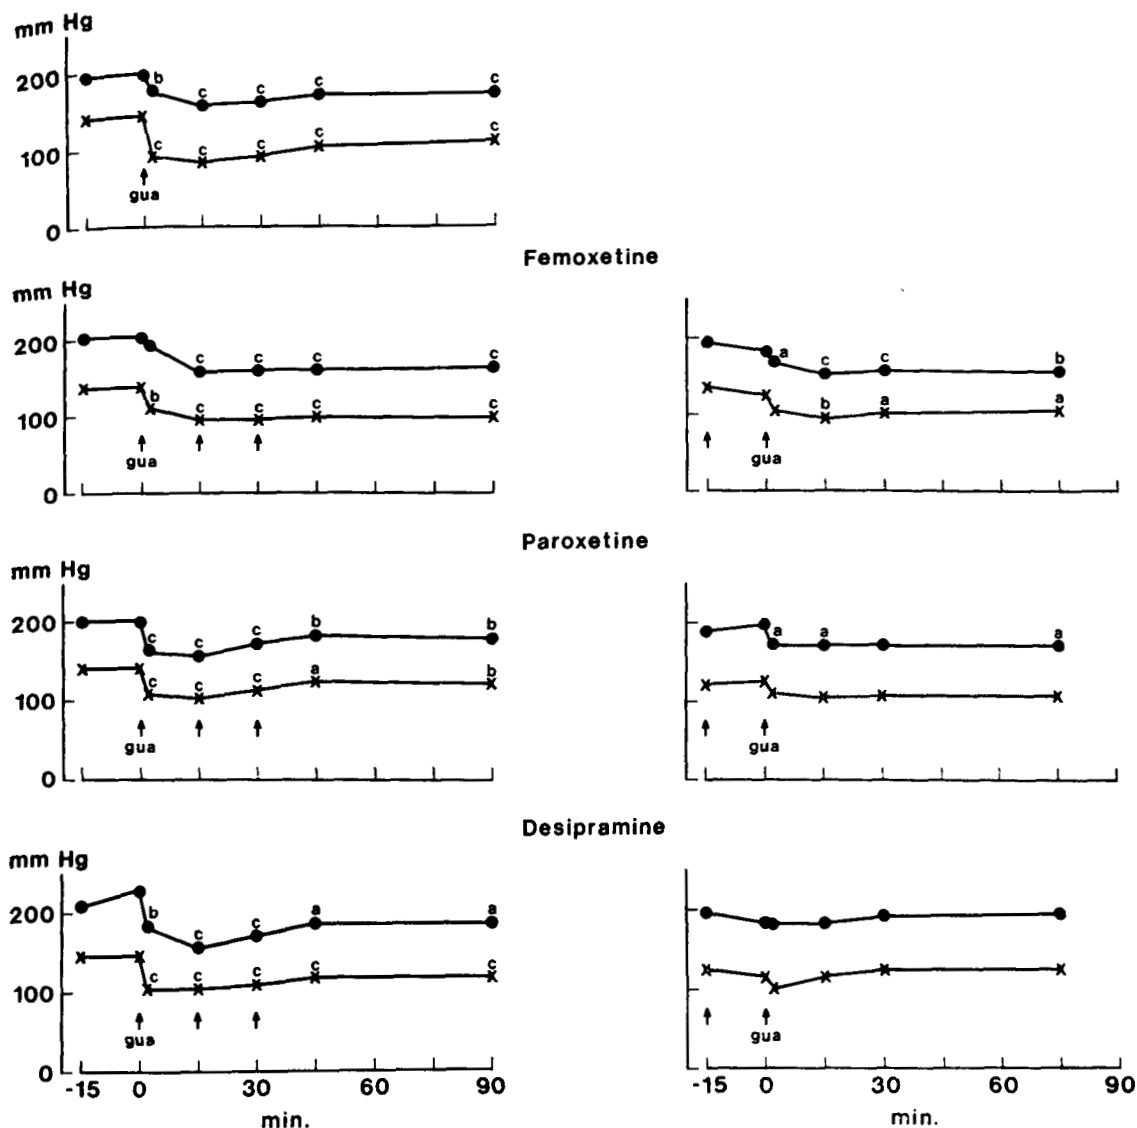 mm Hg
200
b c c c c
100
c c c c c
gua
0
Femoxetine
mm Hg
200
c c c c
a c c b
100
b c c c c
b a a
gua
gua
0
Paroxetine
mm Hg
200
c c c b b
a a a
100
c c c a b
gua
gua
0
Desipramine
mm Hg
200
b c c a a
100
c c c c c
gua
gua
0
-15 0 30 60 90
-15 0 30 60 90
min.
min.